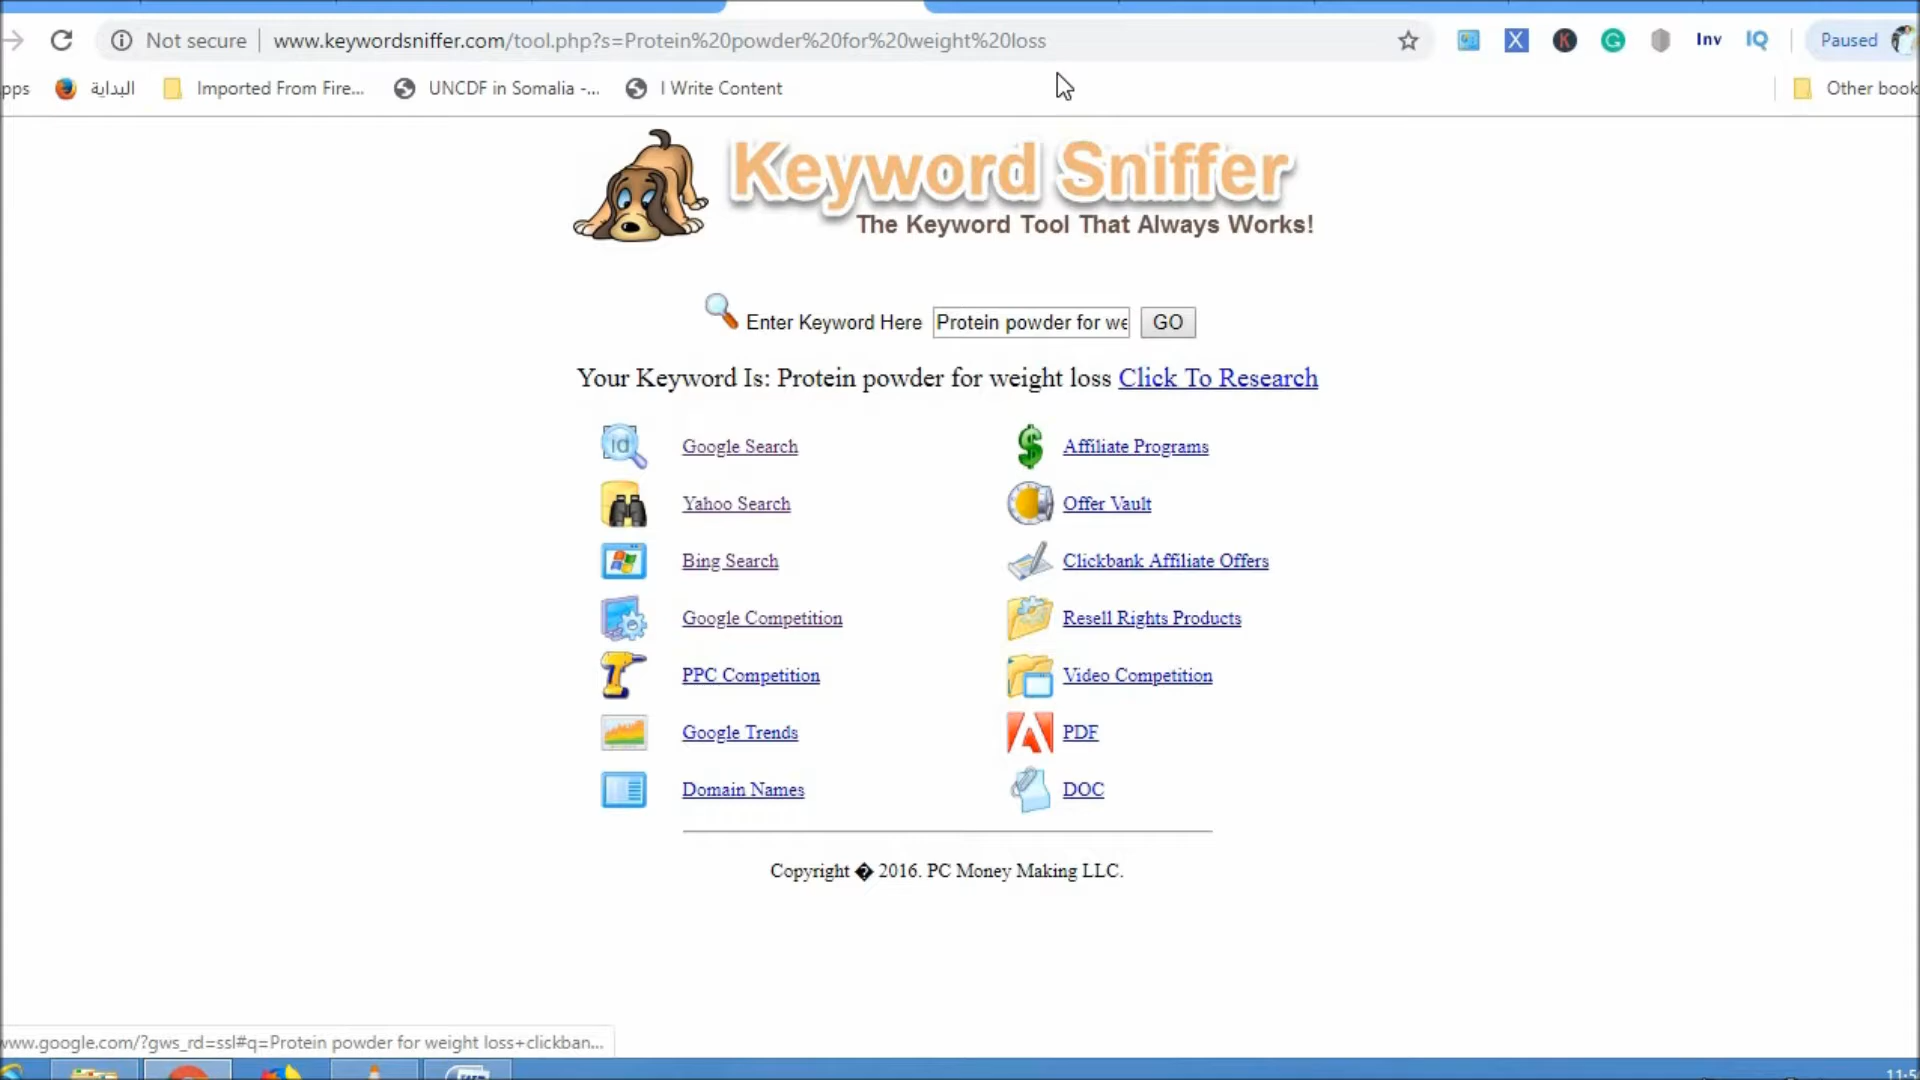 Not secure www.keywordsniffer.com/tool.php?s=Protein%20powder%20for%20weight%20loss X K G Inv IQ Paused
pps البداية Imported From Fire... UNCDF in Somalia -... I Write Content Other book
Keyword Sniffer
The Keyword Tool That Always Works!
Enter Keyword Here Protein powder for we GO
Your Keyword Is: Protein powder for weight loss Click To Research
id Google Search Affiliate Programs
Yahoo Search Offer Vault
Bing Search Clickbank Affiliate Offers
Google Competition Resell Rights Products
PPC Competition Video Competition
Google Trends PDF
Domain Names DOC
Copyright � 2016. PC Money Making LLC.
www.google.com/?gws_rd=ssl#q=Protein powder for weight loss+clickban...